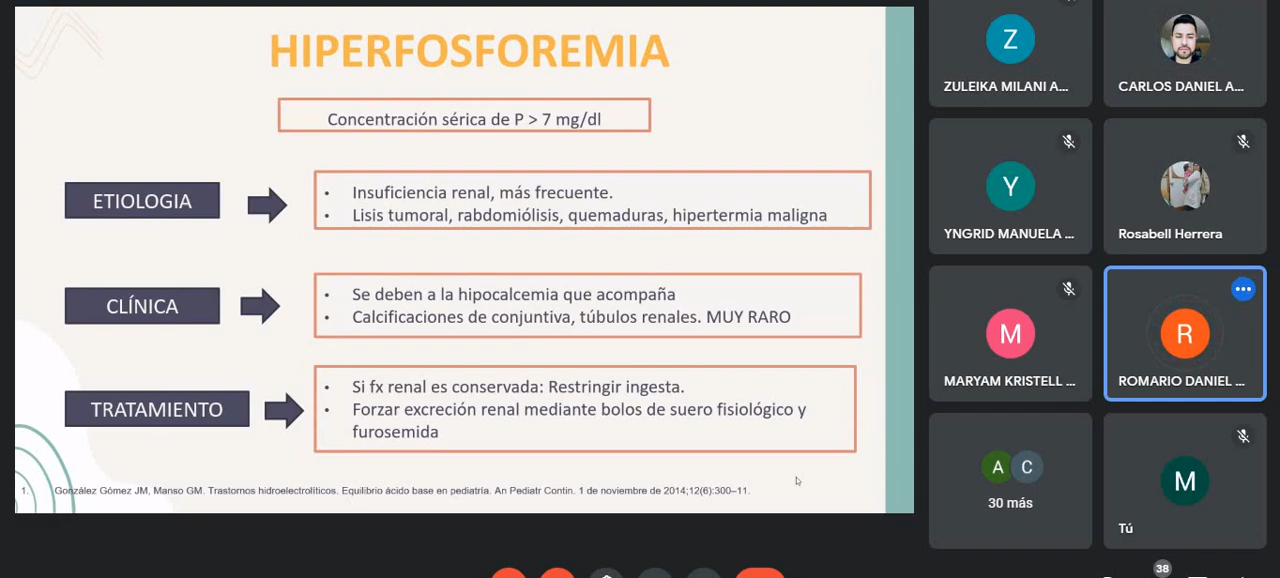 HIPERFOSFOREMIA
Concentración sérica de P > 7 mg/dl
ETIOLOGIA
• Insuficiencia renal, más frecuente.
• Lisis tumoral, rabdomiólisis, quemaduras, hipertermia maligna
CLÍNICA
• Se deben a la hipocalcemia que acompaña
• Calcificaciones de conjuntiva, túbulos renales. MUY RARO
TRATAMIENTO
• Si fx renal es conservada: Restringir ingesta.
• Forzar excreción renal mediante bolos de suero fisiológico y
furosemida
1. González Gómez JM, Manso GM. Trastornos hidroelectrolíticos. Equilibrio ácido base en pediatría. An Pediatr Contin. 1 de noviembre de 2014;12(6):300–11.
Z
ZULEIKA MILANI A...
CARLOS DANIEL A...
Y
YNGRID MANUELA ...
Rosabell Herrera
M
MARYAM KRISTELL ...
R
ROMARIO DANIEL ...
A C
30 más
M
Tú
38